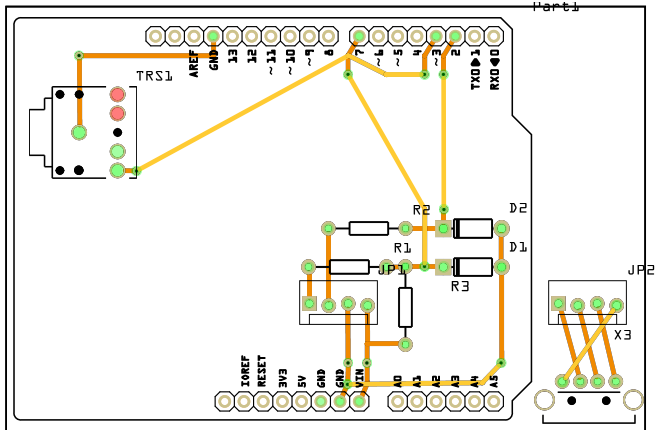 Part1
AREF
GND
13
12
~11
~10
~9
8
7
~6
~5
4
~3
2
TX0▶1
RX0◀0
TRS1
R2
D2
R1
D1
JP1
R3
JP2
X3
IOREF
RESET
3V3
5V
GND
GND
VIN
A0
A1
A2
A3
A4
A5